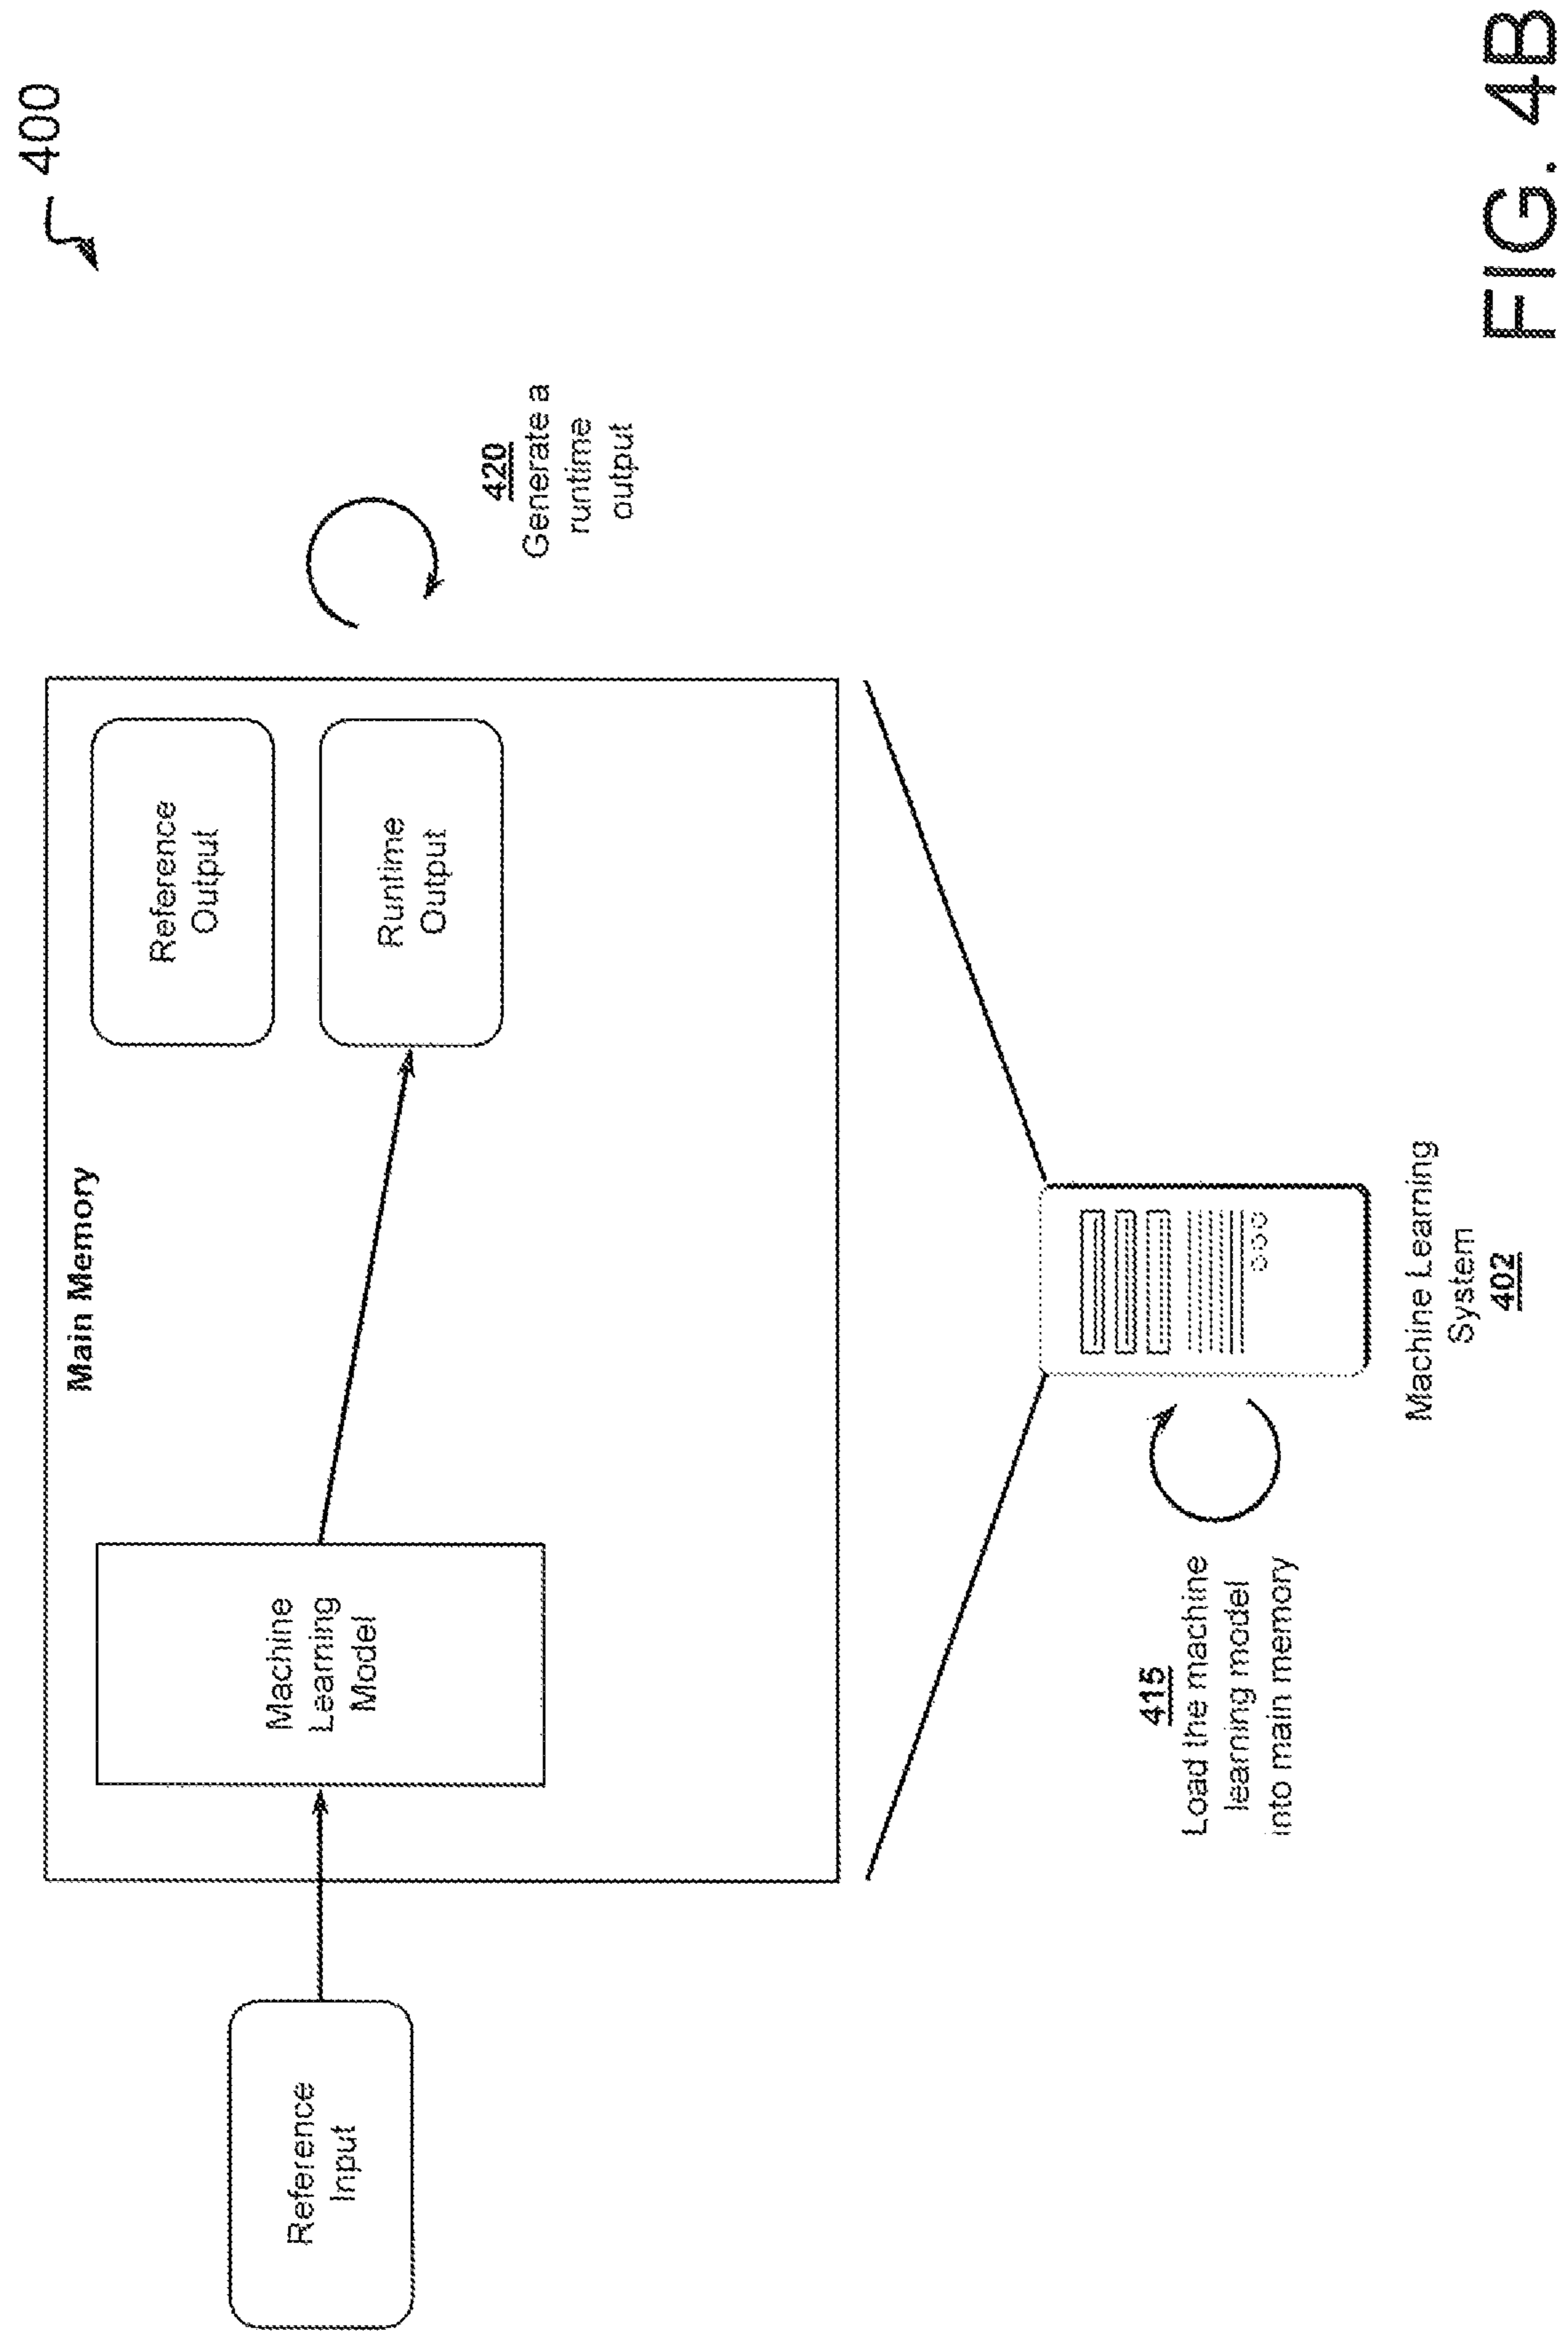 400
Main Memory
Reference
Input
Machine
Learning
Model
Reference
Output
Runtime
Output
420
Generate a
runtime
output
415
Load the machine
learning model
into main memory
Machine Learning
System
402
FIG. 4B